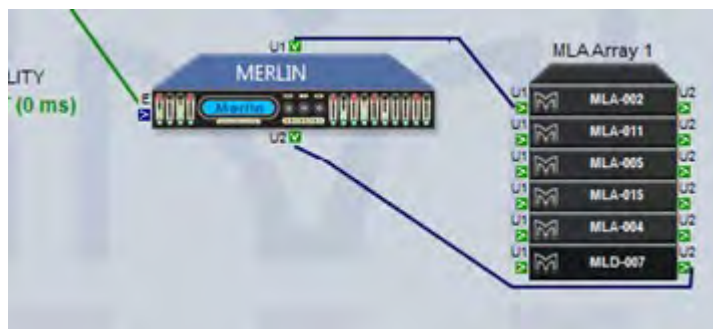 LITY
(0 ms)
U1
MERLIN
E
Merlin
U2
MLA Array 1
U1 MLA-002 U2
U1 MLA-011 U2
U1 MLA-005 U2
U1 MLA-015 U2
U1 MLA-004 U2
U1 MLD-007 U2